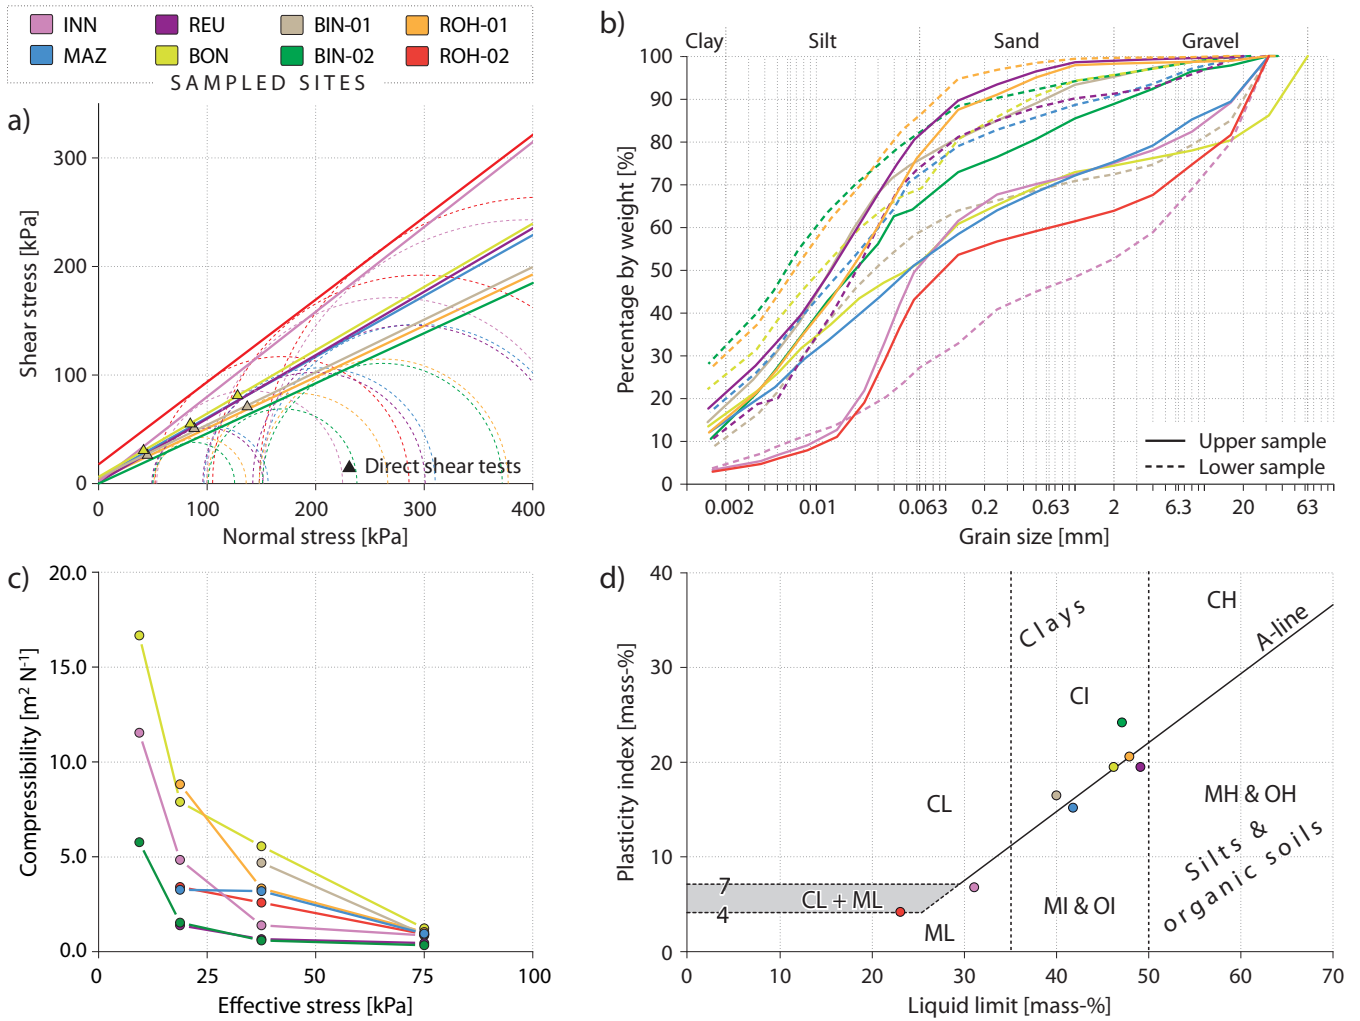 INN REU BIN-01 ROH-01
MAZ BON BIN-02 ROH-02
SAMPLED SITES
a)
300
200
100
0
Shear stress [kPa]
Direct shear tests
0 100 200 300 400
Normal stress [kPa]
b)
Clay Silt Sand Gravel
100
90
80
70
60
50
40
30
20
10
0
Percentage by weight [%]
Upper sample
Lower sample
0.002 0.01 0.063 0.2 0.63 2 6.3 20 63
Grain size [mm]
c)
20.0
15.0
10.0
5.0
0.0
Compressibility [m² N⁻¹]
0 25 50 75 100
Effective stress [kPa]
d)
40
30
20
10
0
Plasticity index [mass-%]
Clays
CH
A-line
CI
CL
MH & OH
Silts &
organic soils
7
CL + ML
4
MI & OI
ML
0 10 20 30 40 50 60 70
Liquid limit [mass-%]